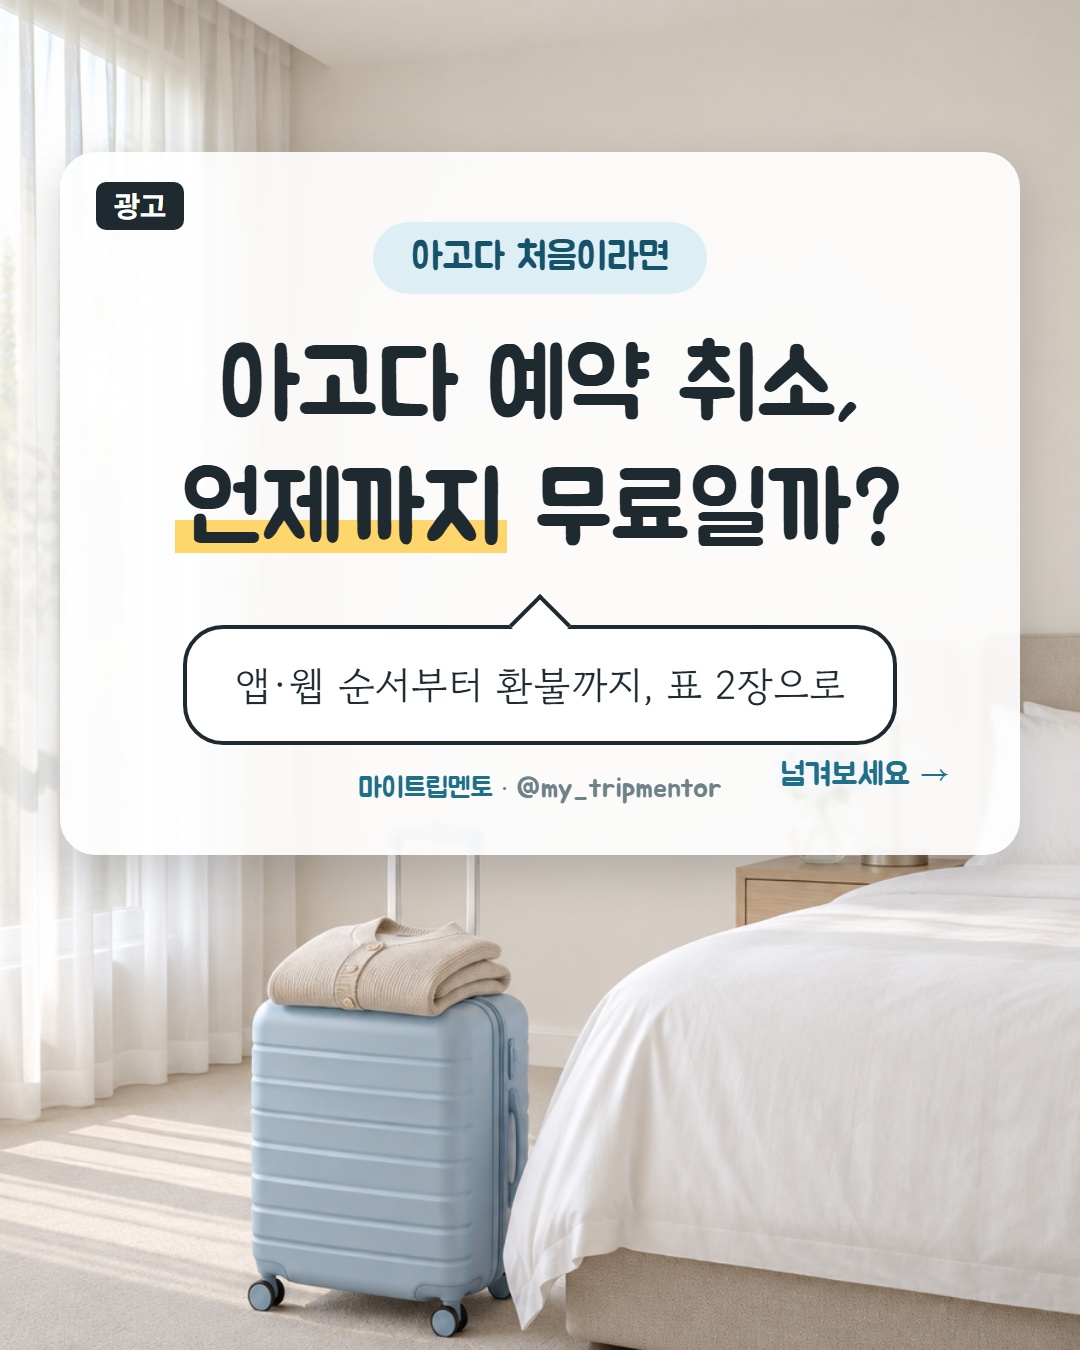 광고
아고다 처음이라면
아고다 예약 취소,
언제까지 무료일까?
앱·웹 순서부터 환불까지, 표 2장으로
넘겨보세요 →
마이트립멘토 · @my_tripmentor